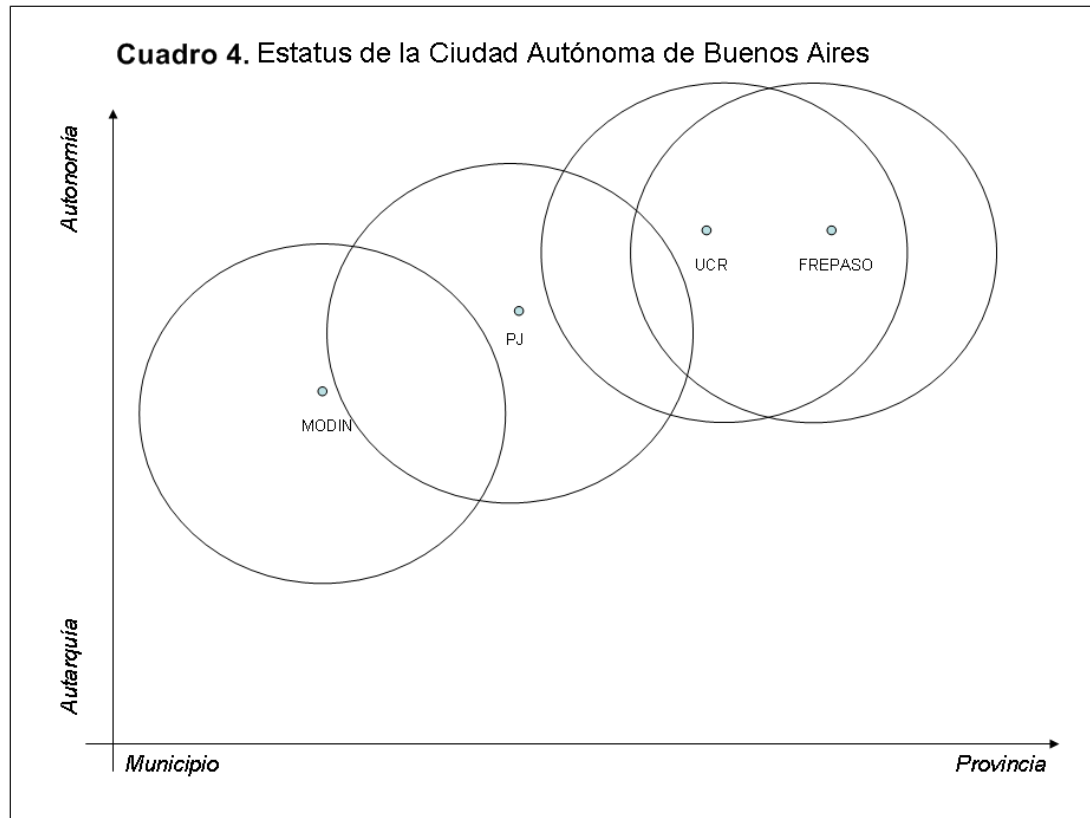 Cuadro 4. Estatus de la Ciudad Autónoma de Buenos Aires
Autonomía
UCR
FREPASO
PJ
MODIN
Autarquía
Municipio
Provincia